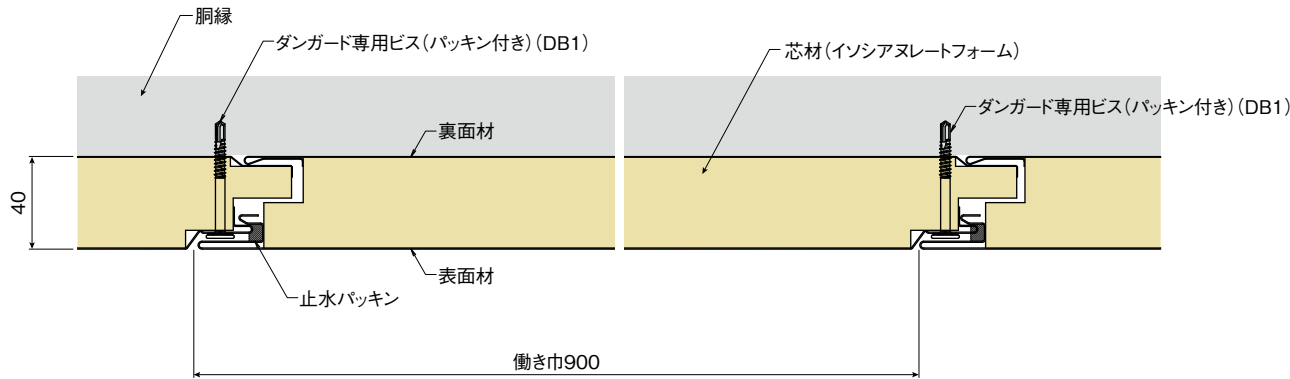 胴縁
ダンガード専用ビス（パッキン付き）（DB1）
芯材（イソシアヌレートフォーム）
ダンガード専用ビス（パッキン付き）（DB1）
裏面材
40
表面材
止水パッキン
働き巾900